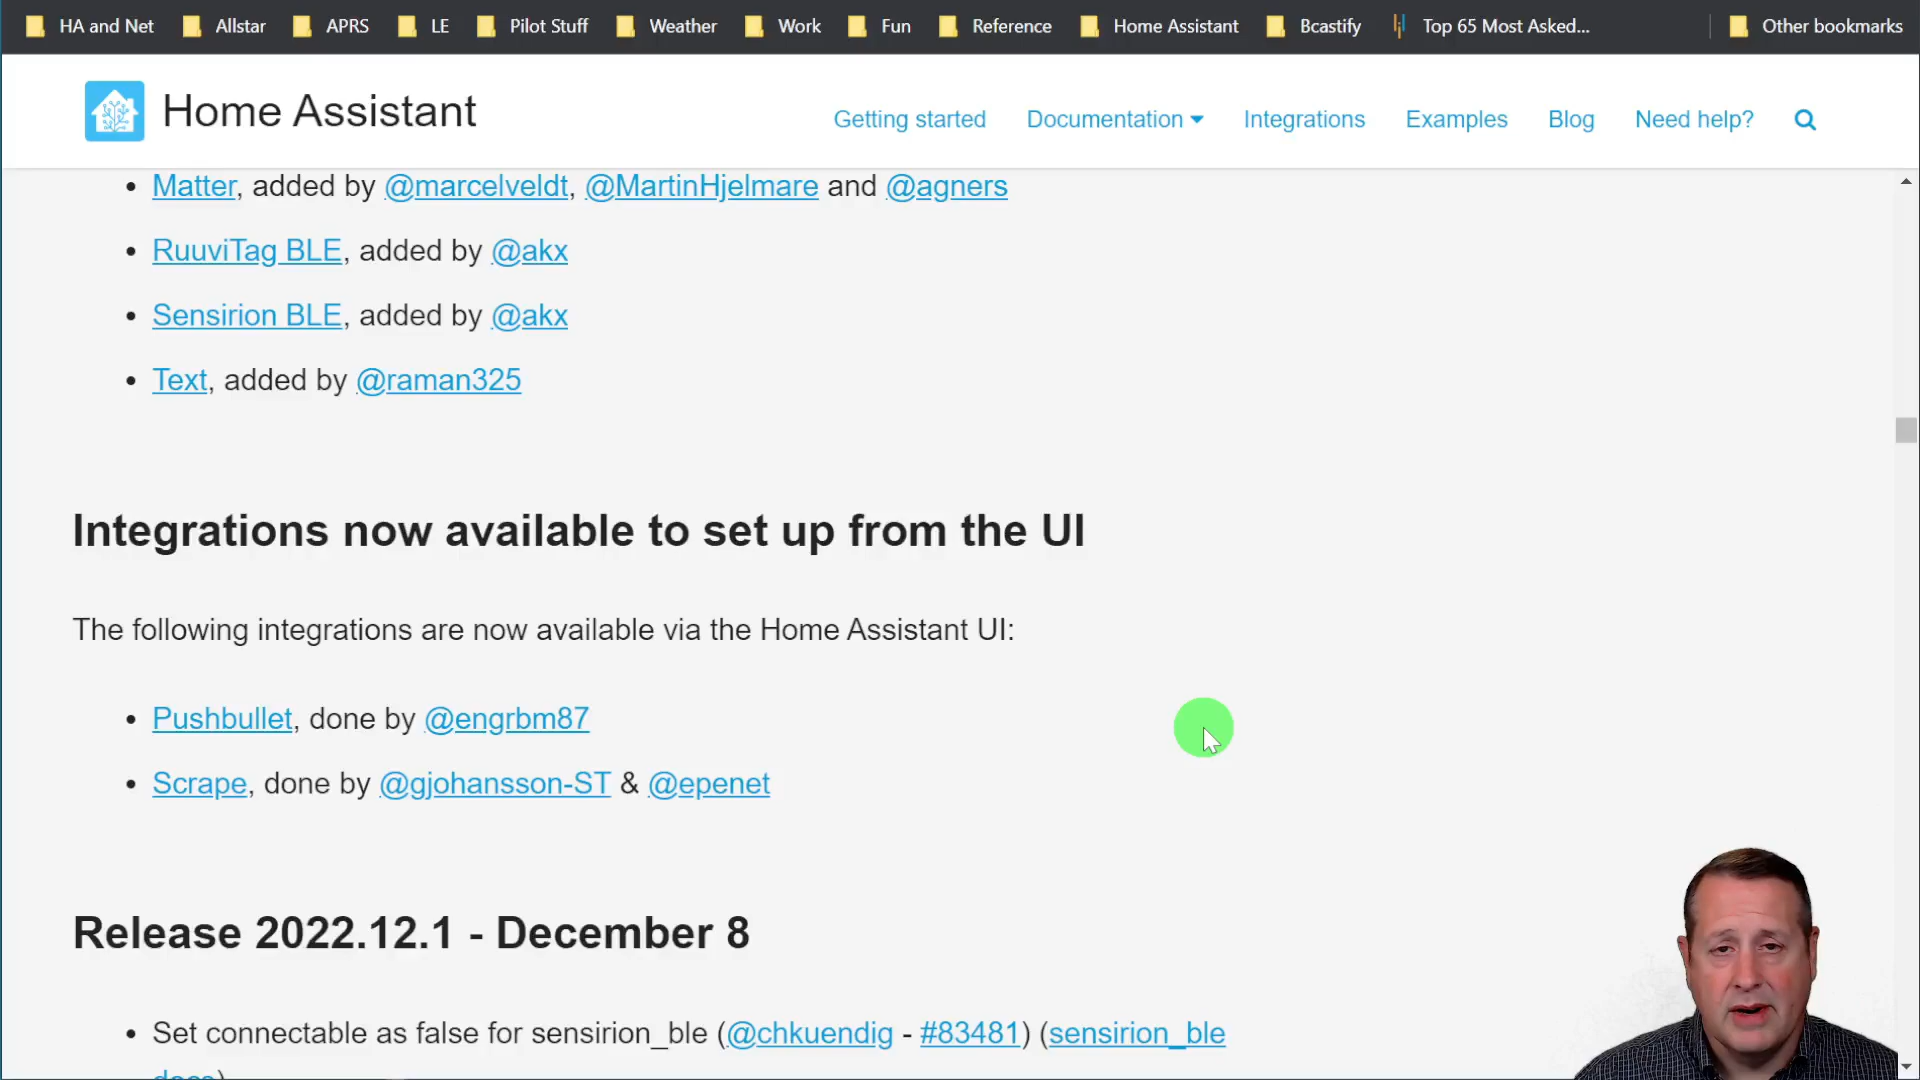 HA and Net Allstar APRS LE Pilot Stuff Weather Work Fun Reference Home Assistant Bcastify Top 65 Most Asked... Other bookmarks
Home Assistant
Getting started Documentation Integrations Examples Blog Need help?
• Matter, added by @marcelveldt, @MartinHjelmare and @agners
• RuuviTag BLE, added by @akx
• Sensirion BLE, added by @akx
• Text, added by @raman325
Integrations now available to set up from the UI
The following integrations are now available via the Home Assistant UI:
• Pushbullet, done by @engrbm87
• Scrape, done by @gjohansson-ST & @epenet
Release 2022.12.1 - December 8
• Set connectable as false for sensirion_ble (@chkuendig - #83481) (sensirion_ble
docs)